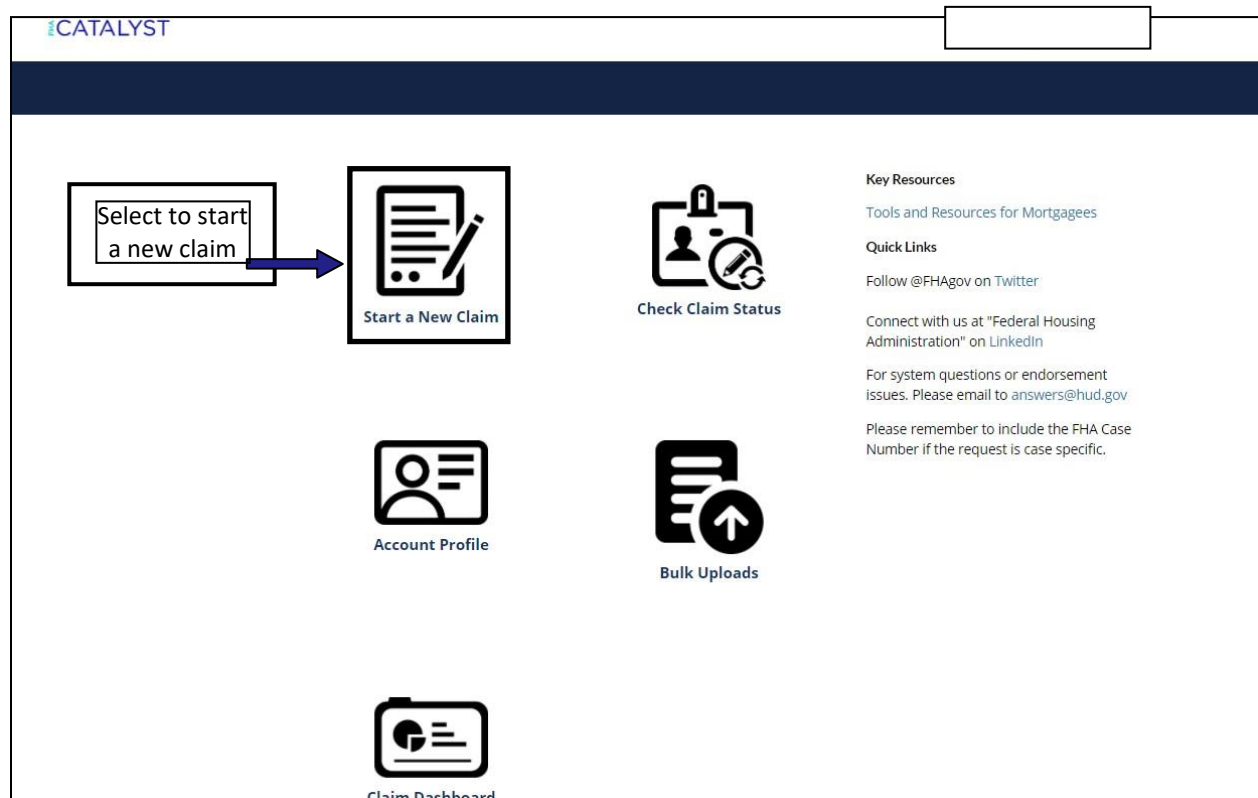 FHA CATALYST
Select to start
a new claim
Start a New Claim
Check Claim Status
Account Profile
Bulk Uploads
Claim Dashboard
Key Resources
Tools and Resources for Mortgagees
Quick Links
Follow @FHAgov on Twitter
Connect with us at "Federal Housing
Administration" on LinkedIn
For system questions or endorsement
issues. Please email to answers@hud.gov
Please remember to include the FHA Case
Number if the request is case specific.